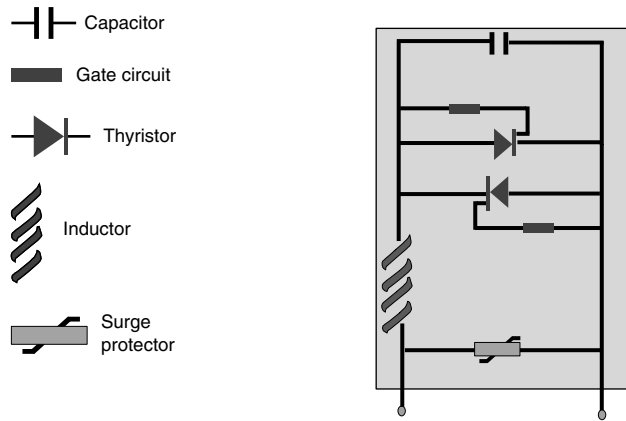 Capacitor
Gate circuit
Thyristor
Inductor
Surge
protector